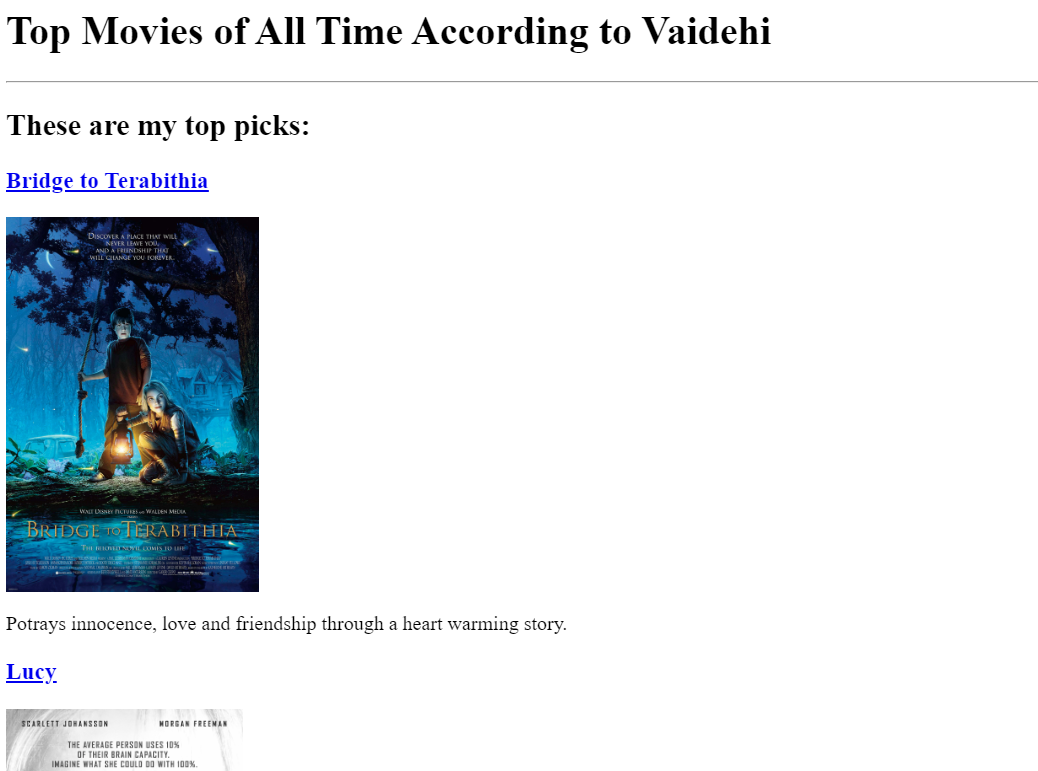 Top Movies of All Time According to Vaidehi
These are my top picks:
Bridge to Terabithia
DISCOVER A PLACE THAT WILL
NEVER LEAVE YOU,
AND A FRIENDSHIP THAT
WILL CHANGE YOU FOREVER.
WALT DISNEY PICTURES AND WALDEN MEDIA
BRIDGE TO TERABITHIA
THE BELOVED NOVEL COMES TO LIFE
Potrays innocence, love and friendship through a heart warming story.
Lucy
SCARLETT JOHANSSON MORGAN FREEMAN
THE AVERAGE PERSON USES 10%
OF THEIR BRAIN CAPACITY.
IMAGINE WHAT SHE COULD DO WITH 100%.